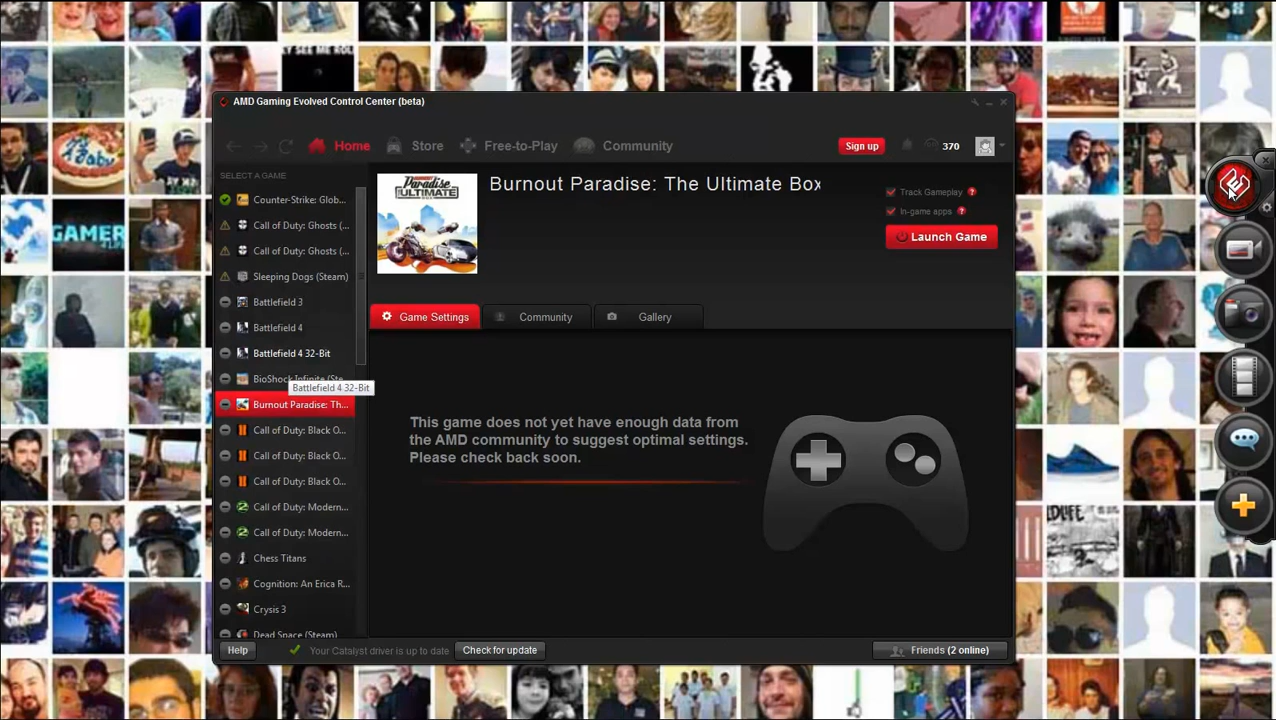 AMD Gaming Evolved Control Center (beta)
Home
Store
Free-to-Play
Community
Sign up
370
SELECT A GAME
Counter-Strike: Glob...
Call of Duty: Ghosts (...
Call of Duty: Ghosts (...
Sleeping Dogs (Steam)
Battlefield 3
Battlefield 4
Battlefield 4 32-Bit
BioShock Infinite (Ste...
Battlefield 4 32-Bit
Burnout Paradise: Th...
Call of Duty: Black O...
Call of Duty: Black O...
Call of Duty: Black O...
Call of Duty: Modern...
Call of Duty: Modern...
Chess Titans
Cognition: An Erica R...
Crysis 3
Dead Space (Steam)
Burnout
Paradise
ULTIMATE
BOX
Burnout Paradise: The Ultimate Box
Track Gameplay ?
In-game apps ?
Launch Game
Game Settings
Community
Gallery
This game does not yet have enough data from
the AMD community to suggest optimal settings.
Please check back soon.
Help
Your Catalyst driver is up to date
Check for update
Friends (2 online)
GAMER